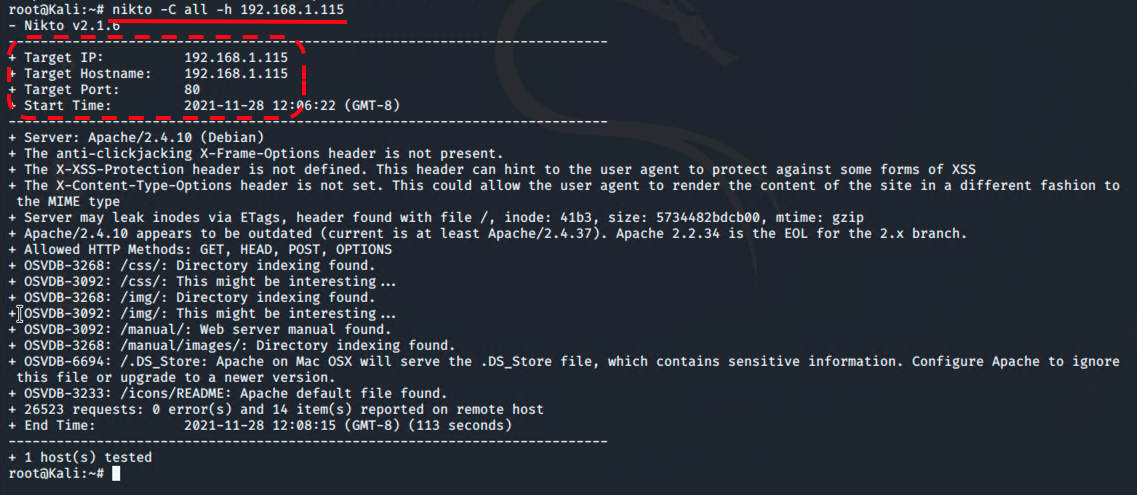 root@Kali:~# nikto -C all -h 192.168.1.115
- Nikto v2.1.6
---------------------------------------------------------------------------
+ Target IP:          192.168.1.115
+ Target Hostname:    192.168.1.115
+ Target Port:        80
+ Start Time:         2021-11-28 12:06:22 (GMT-8)
---------------------------------------------------------------------------
+ Server: Apache/2.4.10 (Debian)
+ The anti-clickjacking X-Frame-Options header is not present.
+ The X-XSS-Protection header is not defined. This header can hint to the user agent to protect against some forms of XSS
+ The X-Content-Type-Options header is not set. This could allow the user agent to render the content of the site in a different fashion to
the MIME type
+ Server may leak inodes via ETags, header found with file /, inode: 41b3, size: 5734482bdcb00, mtime: gzip
+ Apache/2.4.10 appears to be outdated (current is at least Apache/2.4.37). Apache 2.2.34 is the EOL for the 2.x branch.
+ Allowed HTTP Methods: GET, HEAD, POST, OPTIONS
+ OSVDB-3268: /css/: Directory indexing found.
+ OSVDB-3092: /css/: This might be interesting...
+ OSVDB-3268: /img/: Directory indexing found.
+ OSVDB-3092: /img/: This might be interesting...
+ OSVDB-3092: /manual/: Web server manual found.
+ OSVDB-3268: /manual/images/: Directory indexing found.
+ OSVDB-6694: /.DS_Store: Apache on Mac OSX will serve the .DS_Store file, which contains sensitive information. Configure Apache to ignore
this file or upgrade to a newer version.
+ OSVDB-3233: /icons/README: Apache default file found.
+ 26523 requests: 0 error(s) and 14 item(s) reported on remote host
+ End Time:           2021-11-28 12:08:15 (GMT-8) (113 seconds)
---------------------------------------------------------------------------
+ 1 host(s) tested
root@Kali:~#